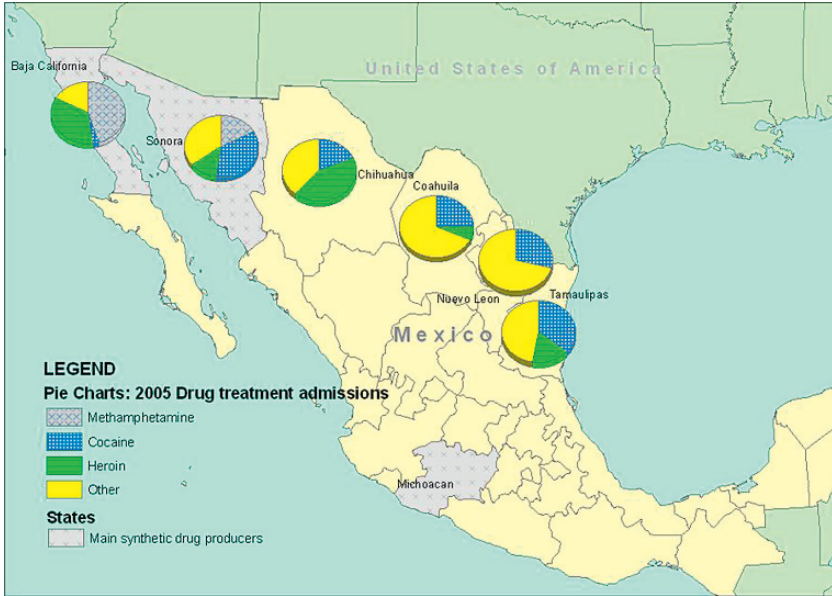 Baja California
United States of America
Sonora
Chihuahua
Coahuila
Nuevo Leon
Tamaulipas
Mexico
LEGEND
Pie Charts: 2005 Drug treatment admissions
Methamphetamine
Cocaine
Heroin
Other
Michoacan
States
Main synthetic drug producers